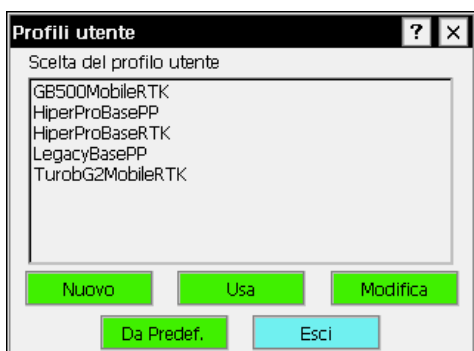 Profili utente ? ×
Scelta del profilo utente
GB500MobileRTK
HiperProBasePP
HiperProBaseRTK
LegacyBasePP
TurobG2MobileRTK
Nuovo Usa Modifica
Da Predef. Esci